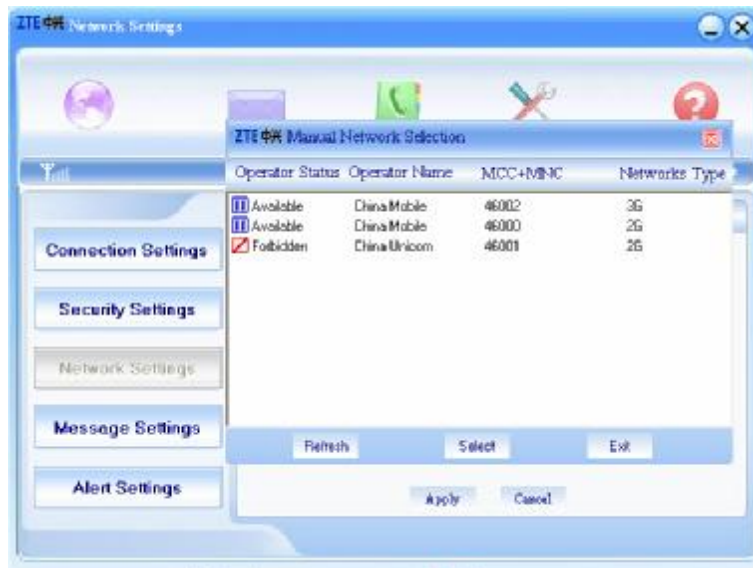 ZTE中兴 Network Settings
ZTE中兴 Manual Network Selection
Operator Status Operator Name MCC+MNC Networks Type
Available China Mobile 46002 3G
Available China Mobile 46000 2G
Forbidden China Unicom 46001 2G
Connection Settings
Security Settings
Network Settings
Message Settings
Alert Settings
Refresh Select Exit
Apply Cancel